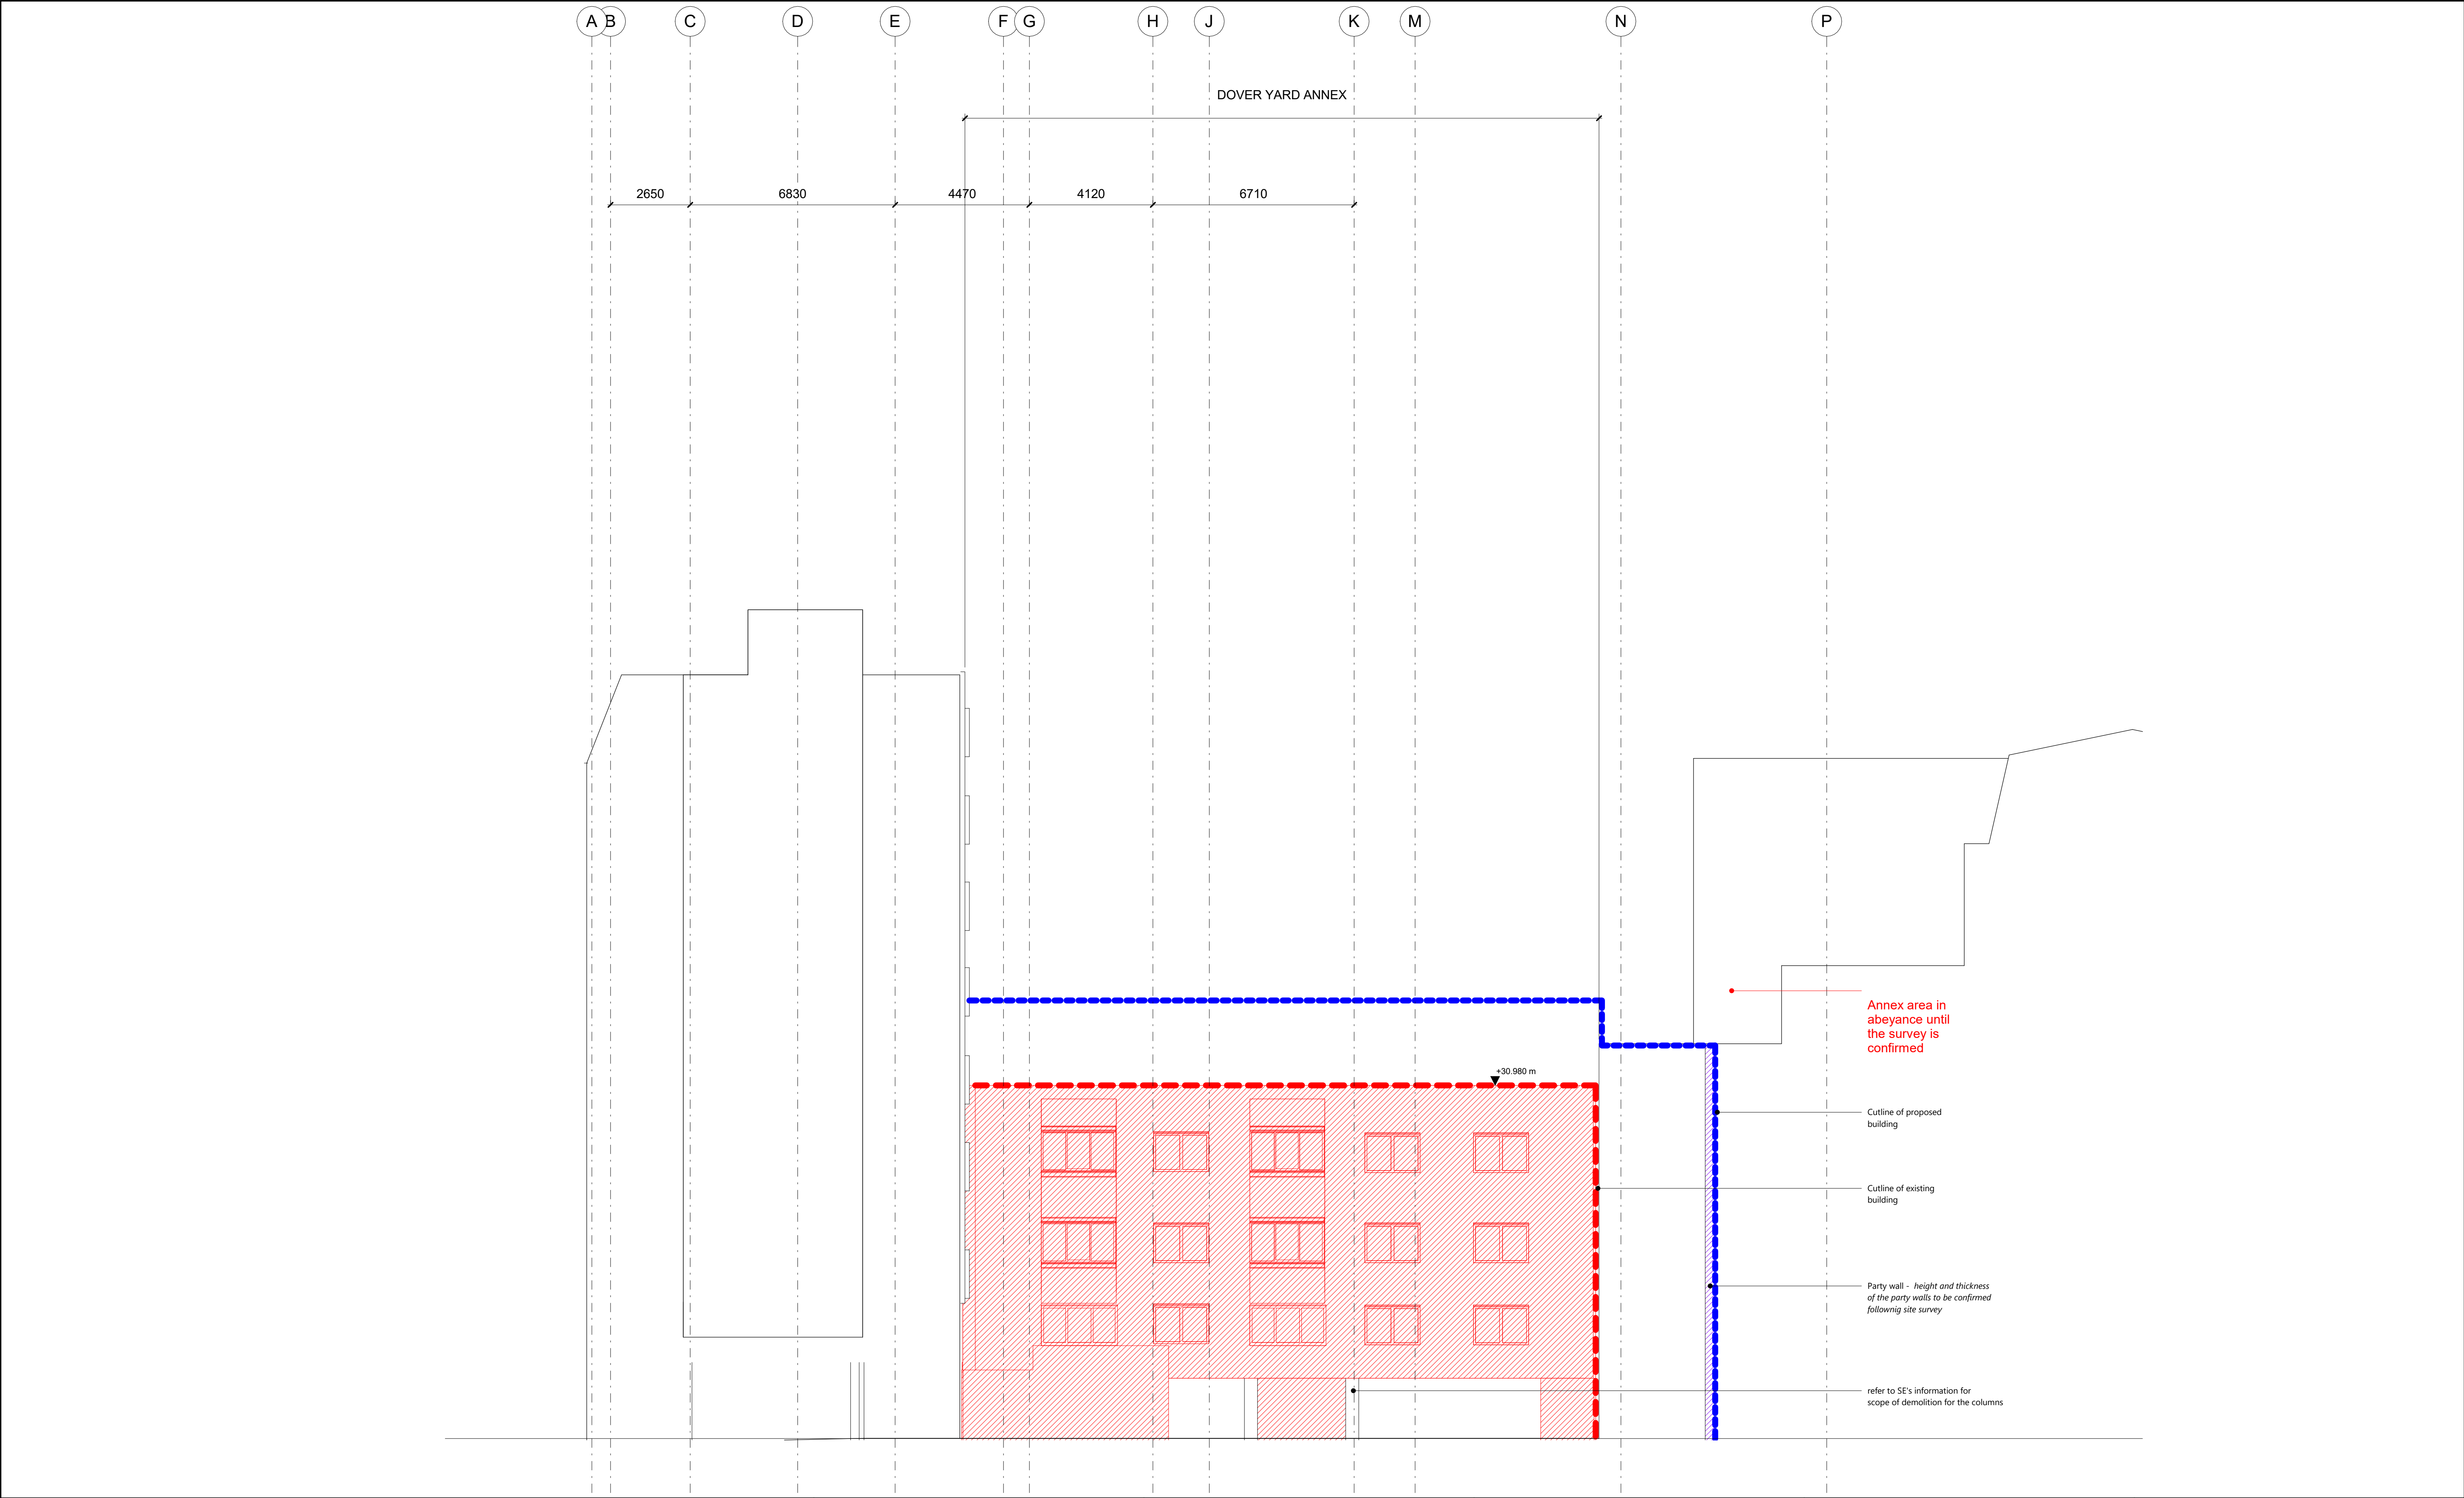 A B C D E F G H J K M N P
DOVER YARD ANNEX
2650 6830 4470 4120 6710
Annex area in
abeyance until
the survey is
confirmed
+30.980 m
Cutline of proposed
building
Cutline of existing
building
Party wall - height and thickness
of the party walls to be confirmed
follownig site survey
refer to SE's information for
scope of demolition for the columns